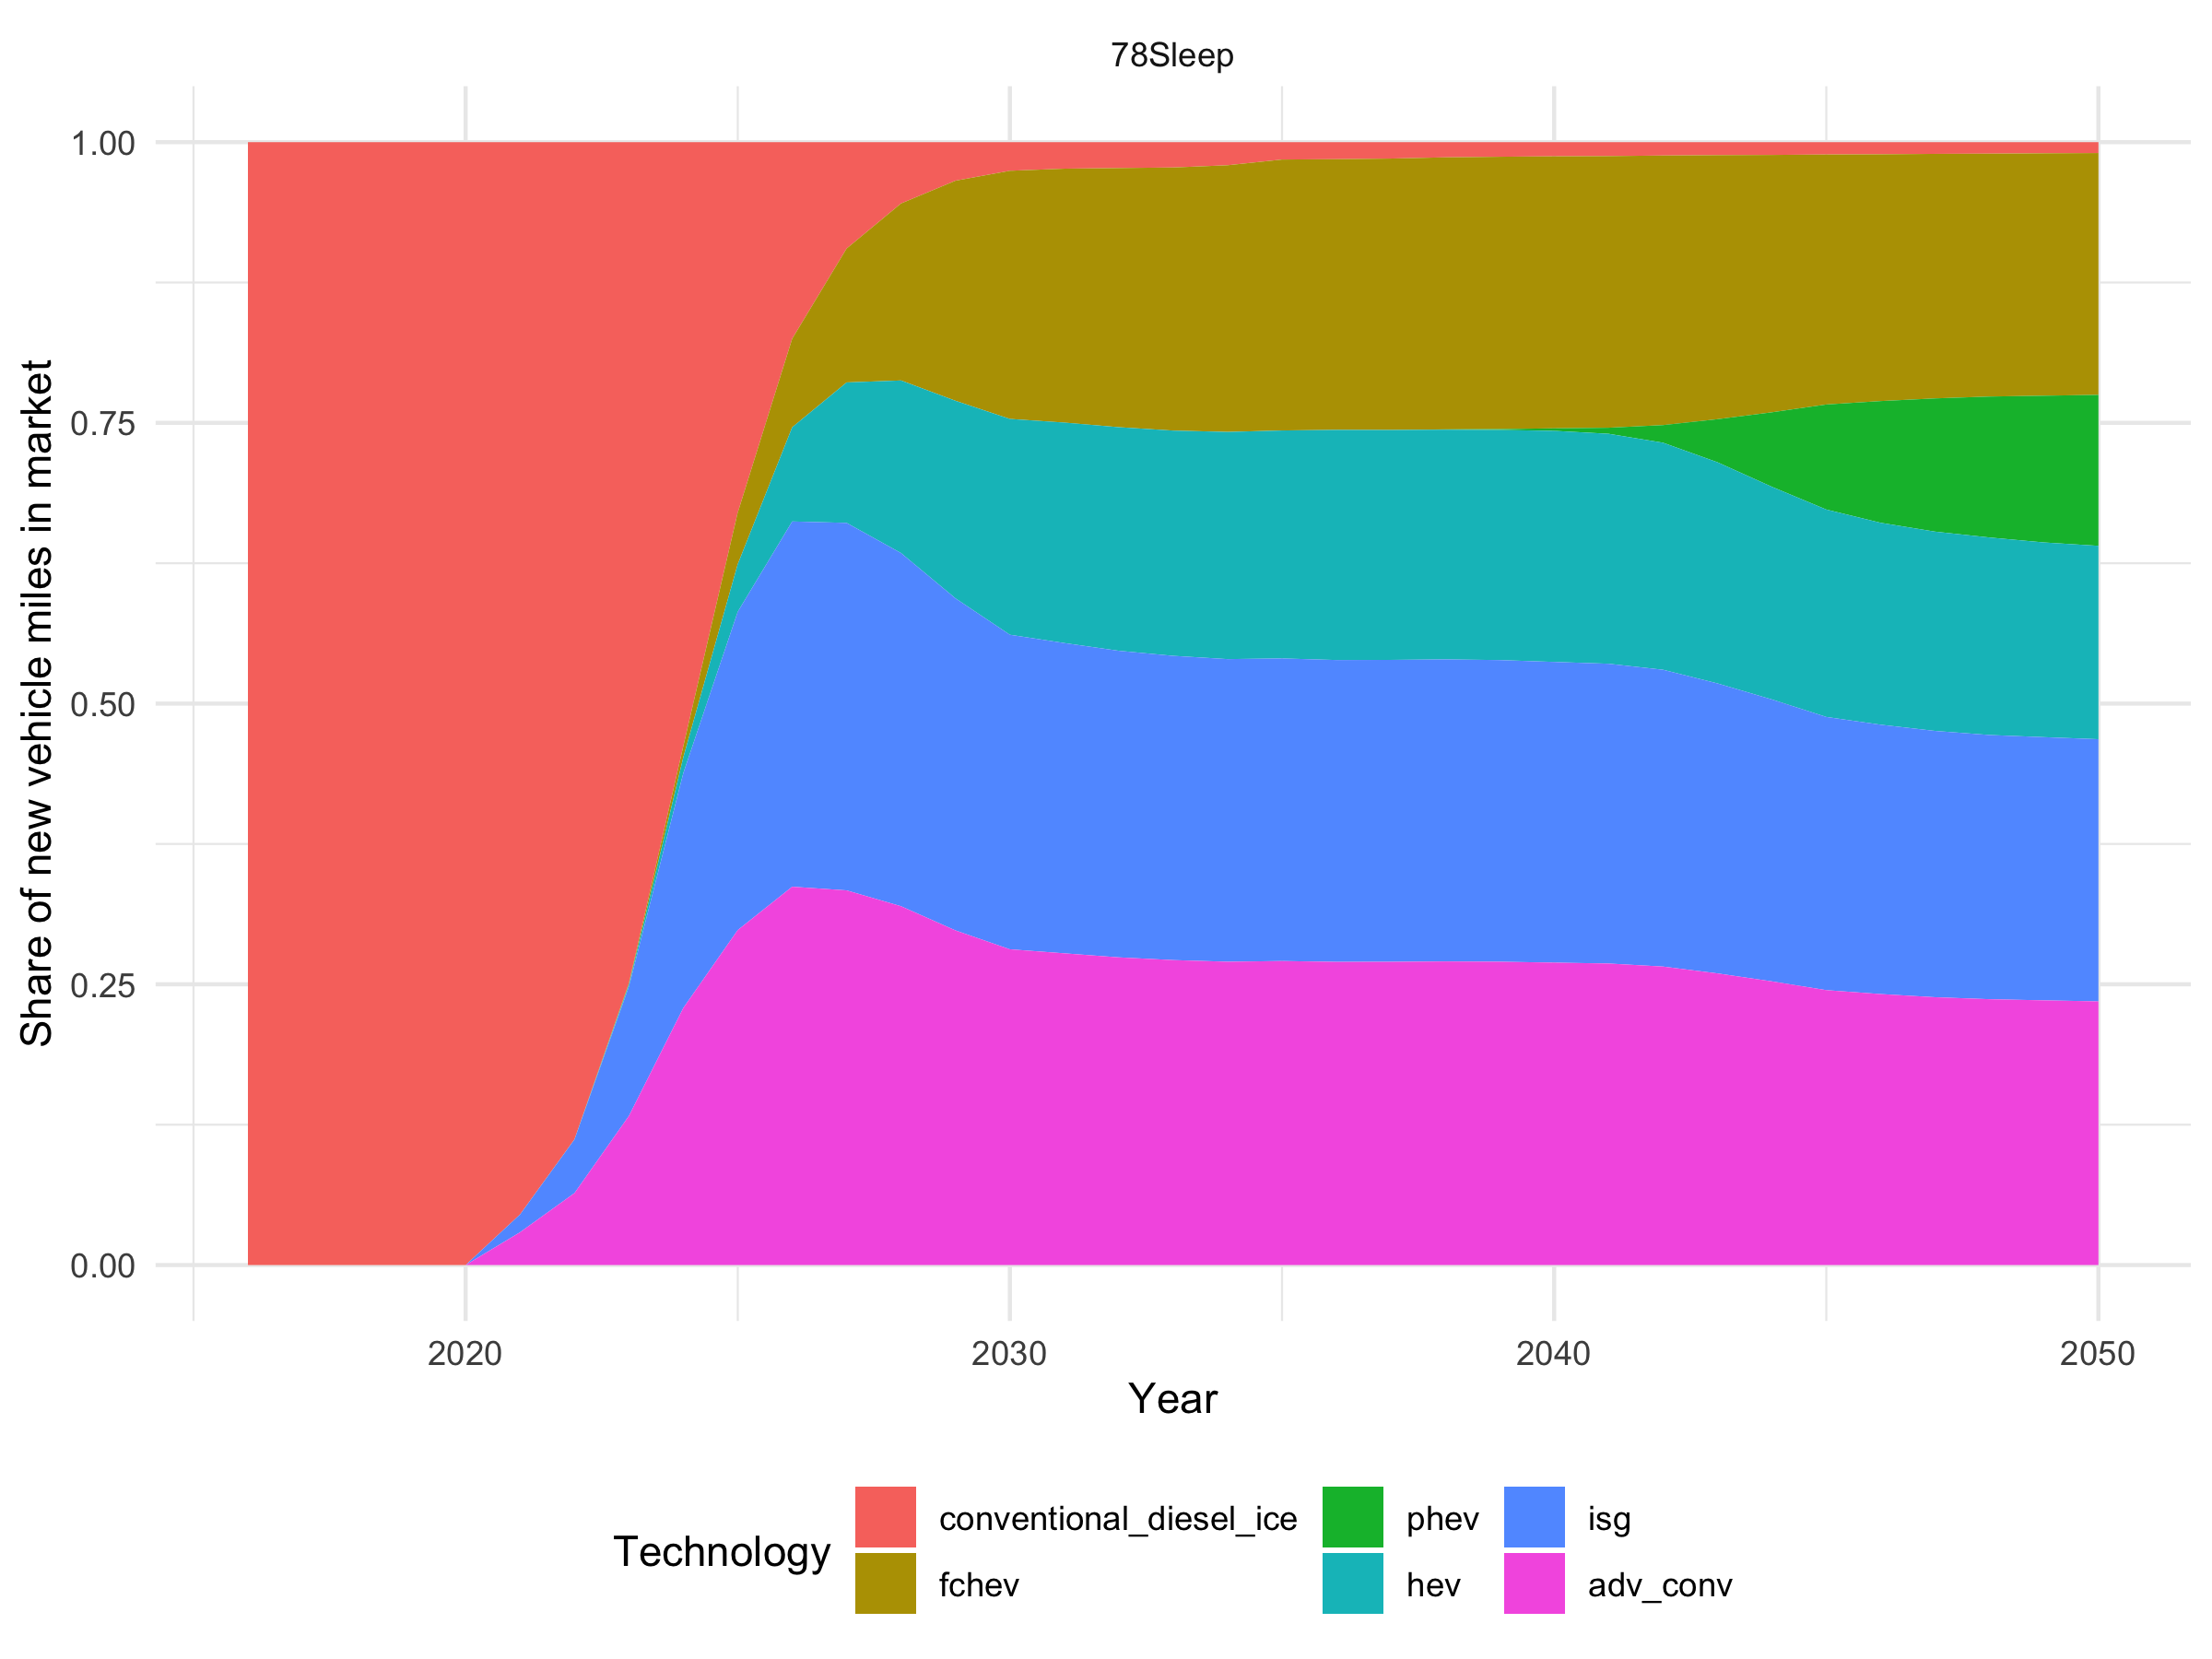 78Sleep
1.00
0.75
0.50
0.25
0.00
Share of new vehicle miles in market
2020 2030 2040 2050
Year
Technology
conventional_diesel_ice phev isg
fchev hev adv_conv